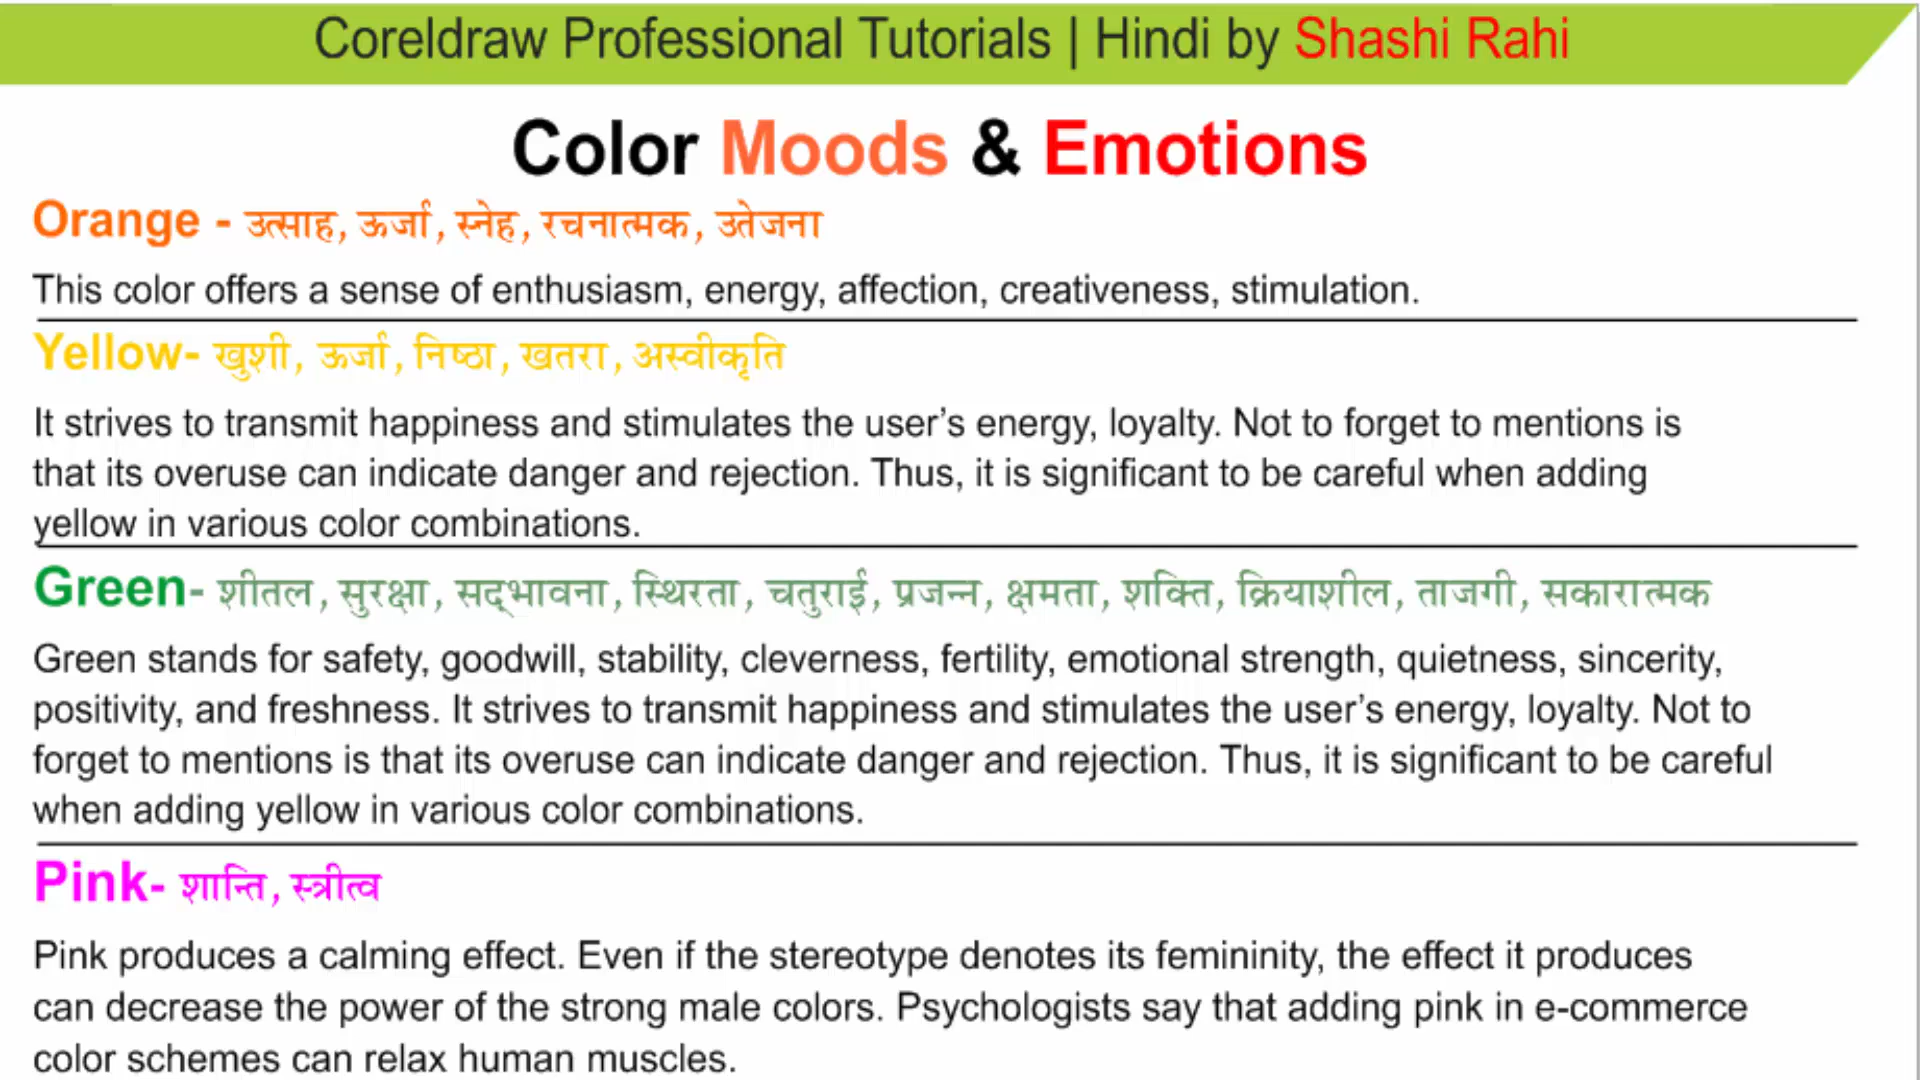 Coreldraw Professional Tutorials | Hindi by Shashi Rahi
Color Moods & Emotions
Orange - उत्साह, ऊर्जा, स्नेह, रचनात्मक, उतेजना
This color offers a sense of enthusiasm, energy, affection, creativeness, stimulation.
Yellow- खुशी, ऊर्जा, निष्ठा, खतरा, अस्वीकृति
It strives to transmit happiness and stimulates the user’s energy, loyalty. Not to forget to mentions is
that its overuse can indicate danger and rejection. Thus, it is significant to be careful when adding
yellow in various color combinations.
Green- शीतल, सुरक्षा, सद्भावना, स्थिरता, चतुराई, प्रजन्न, क्षमता, शक्ति, क्रियाशील, ताजगी, सकारात्मक
Green stands for safety, goodwill, stability, cleverness, fertility, emotional strength, quietness, sincerity,
positivity, and freshness. It strives to transmit happiness and stimulates the user’s energy, loyalty. Not to
forget to mentions is that its overuse can indicate danger and rejection. Thus, it is significant to be careful
when adding yellow in various color combinations.
Pink- शान्ति, स्त्रीत्व
Pink produces a calming effect. Even if the stereotype denotes its femininity, the effect it produces
can decrease the power of the strong male colors. Psychologists say that adding pink in e-commerce
color schemes can relax human muscles.